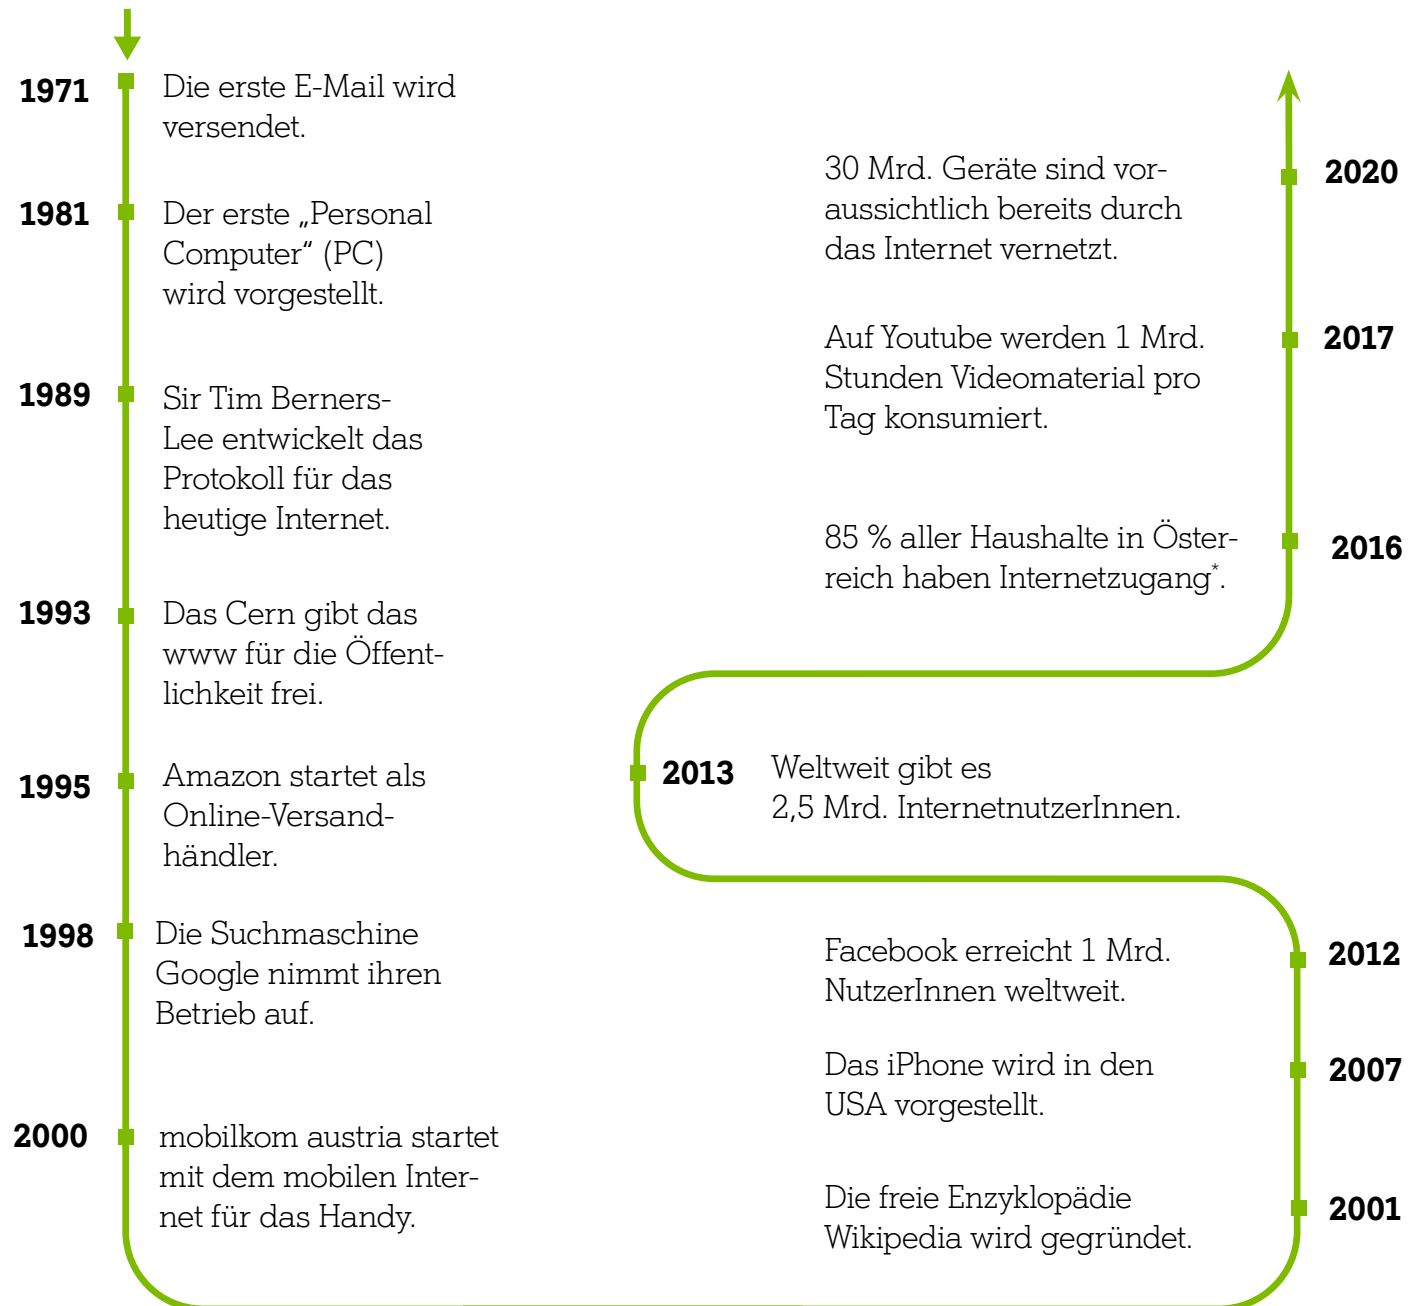 1971
Die erste E-Mail wird
versendet.
1981
Der erste „Personal
Computer“ (PC)
wird vorgestellt.
1989
Sir Tim Berners-
Lee entwickelt das
Protokoll für das
heutige Internet.
1993
Das Cern gibt das
www für die Öffent-
lichkeit frei.
1995
Amazon startet als
Online-Versand-
händler.
1998
Die Suchmaschine
Google nimmt ihren
Betrieb auf.
2000
mobilkom austria startet
mit dem mobilen Inter-
net für das Handy.
2001
Die freie Enzyklopädie
Wikipedia wird gegründet.
2007
Das iPhone wird in den
USA vorgestellt.
2012
Facebook erreicht 1 Mrd.
NutzerInnen weltweit.
2013
Weltweit gibt es
2,5 Mrd. InternetnutzerInnen.
2016
85 % aller Haushalte in Öster-
reich haben Internetzugang*.
2017
Auf Youtube werden 1 Mrd.
Stunden Videomaterial pro
Tag konsumiert.
2020
30 Mrd. Geräte sind vor-
aussichtlich bereits durch
das Internet vernetzt.